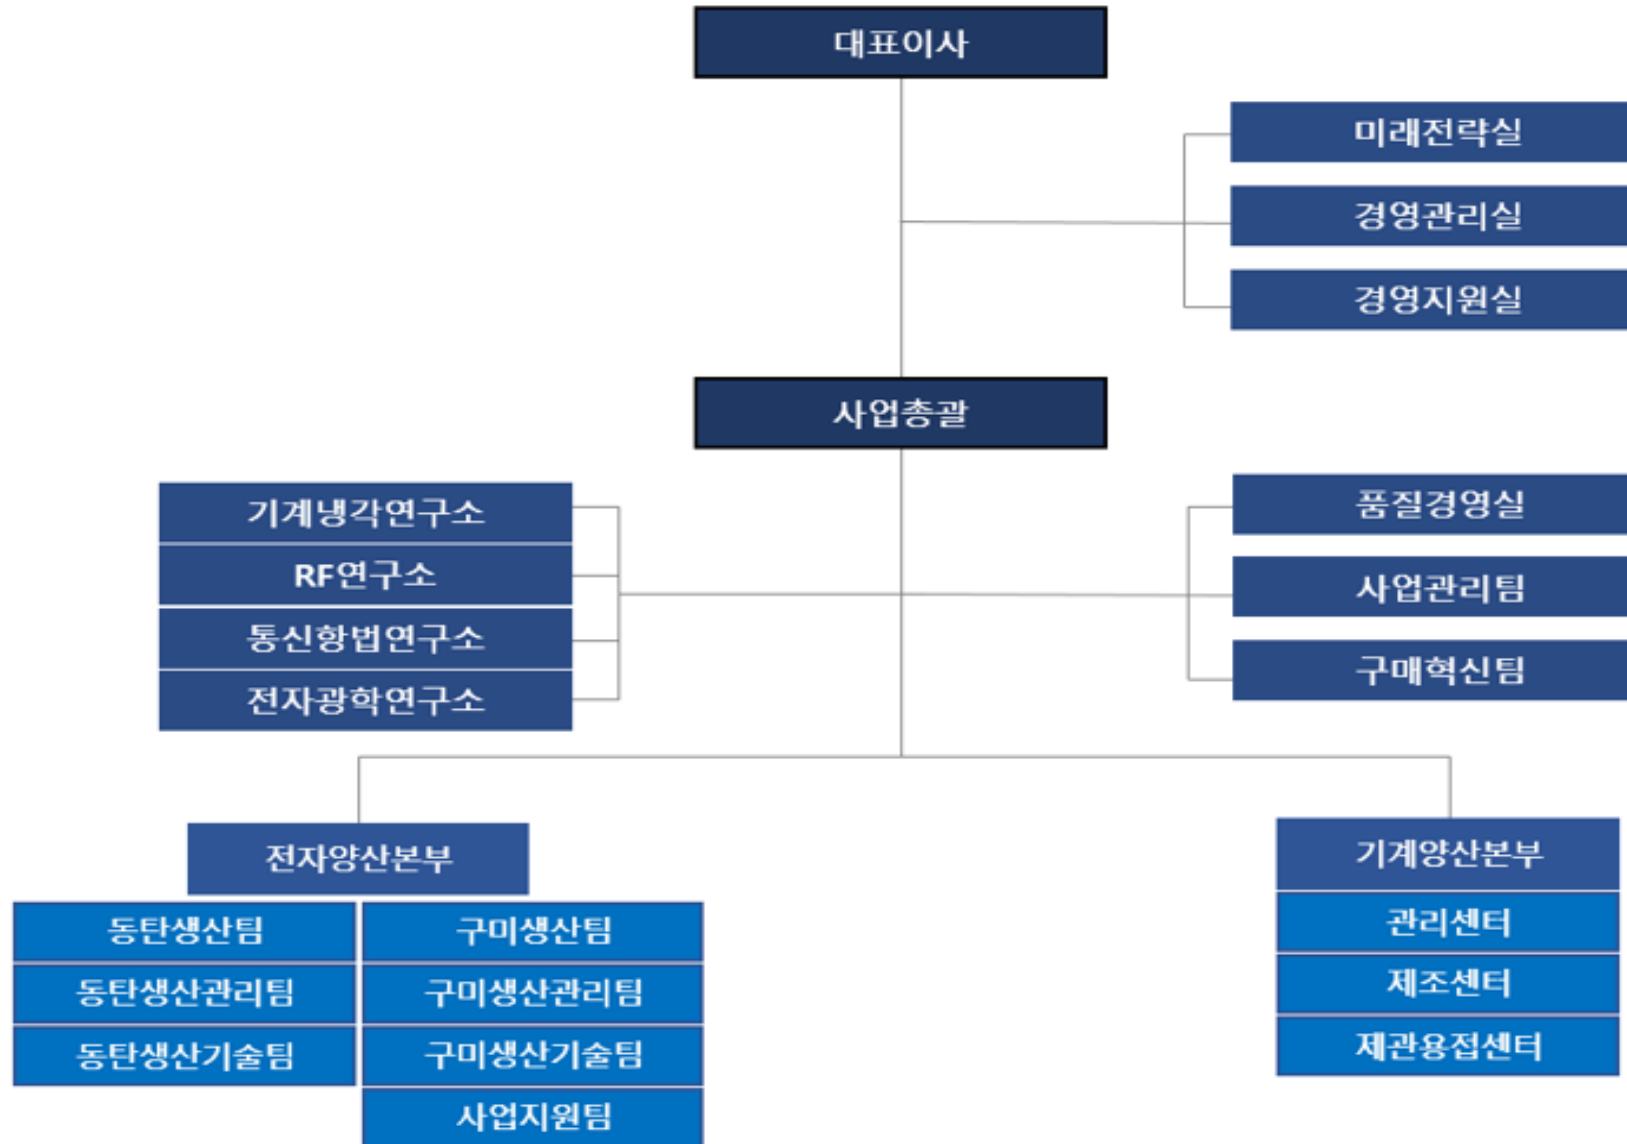 대표이사
미래전략실
경영관리실
경영지원실
사업총괄
기계냉각연구소
RF연구소
통신항법연구소
전자광학연구소
품질경영실
사업관리팀
구매혁신팀
전자양산본부
동탄생산팀
동탄생산관리팀
동탄생산기술팀
구미생산팀
구미생산관리팀
구미생산기술팀
사업지원팀
기계양산본부
관리센터
제조센터
제관용접센터